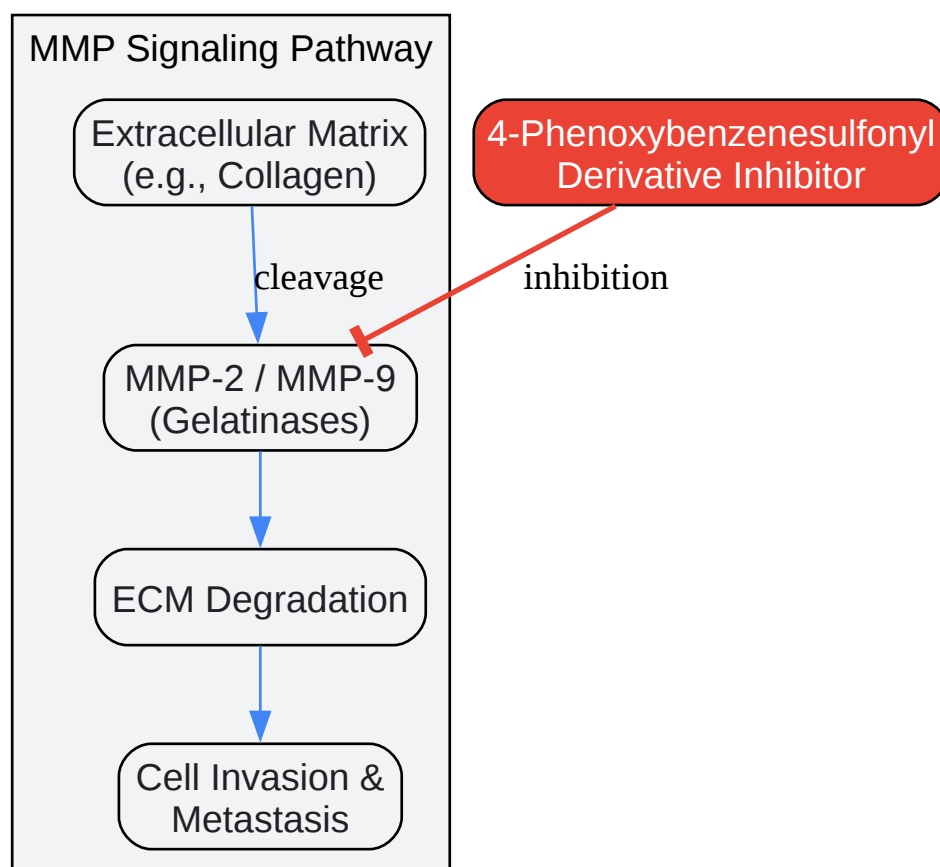 MMP Signaling Pathway
Extracellular Matrix
(e.g., Collagen)
4-Phenoxybenzenesulfonyl
Derivative Inhibitor
cleavage
inhibition
MMP-2 / MMP-9
(Gelatinases)
ECM Degradation
Cell Invasion &
Metastasis